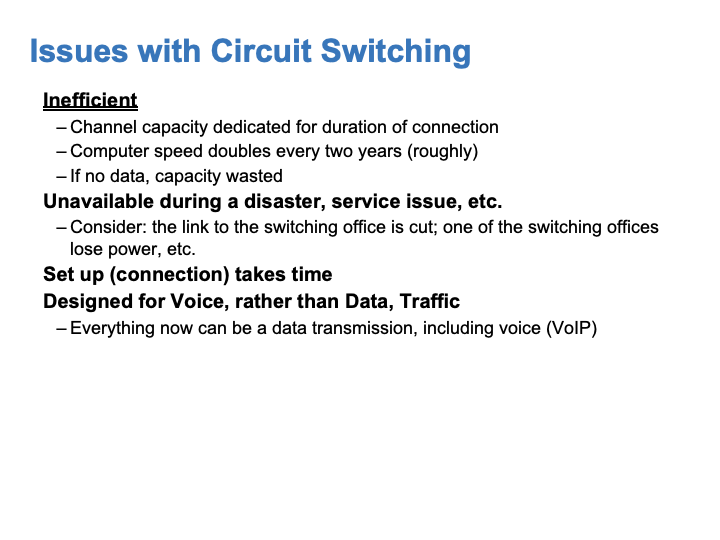 Issues with Circuit Switching
Inefficient
– Channel capacity dedicated for duration of connection
– Computer speed doubles every two years (roughly)
– If no data, capacity wasted
Unavailable during a disaster, service issue, etc.
– Consider: the link to the switching office is cut; one of the switching offices
lose power, etc.
Set up (connection) takes time
Designed for Voice, rather than Data, Traffic
– Everything now can be a data transmission, including voice (VoIP)